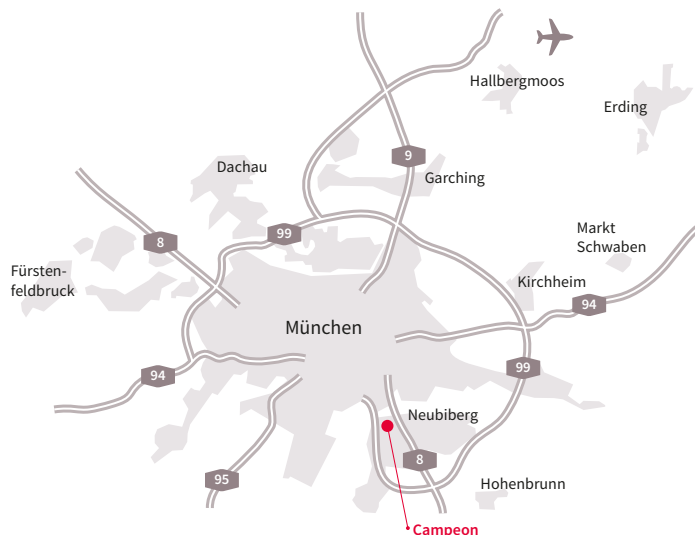 Hallbergmoos
Erding
9
Dachau
Garching
99
8
Markt
Schwaben
Fürsten-
feldbruck
Kirchheim
94
München
99
94
Neubiberg
8
95
Hohenbrunn
Campeon